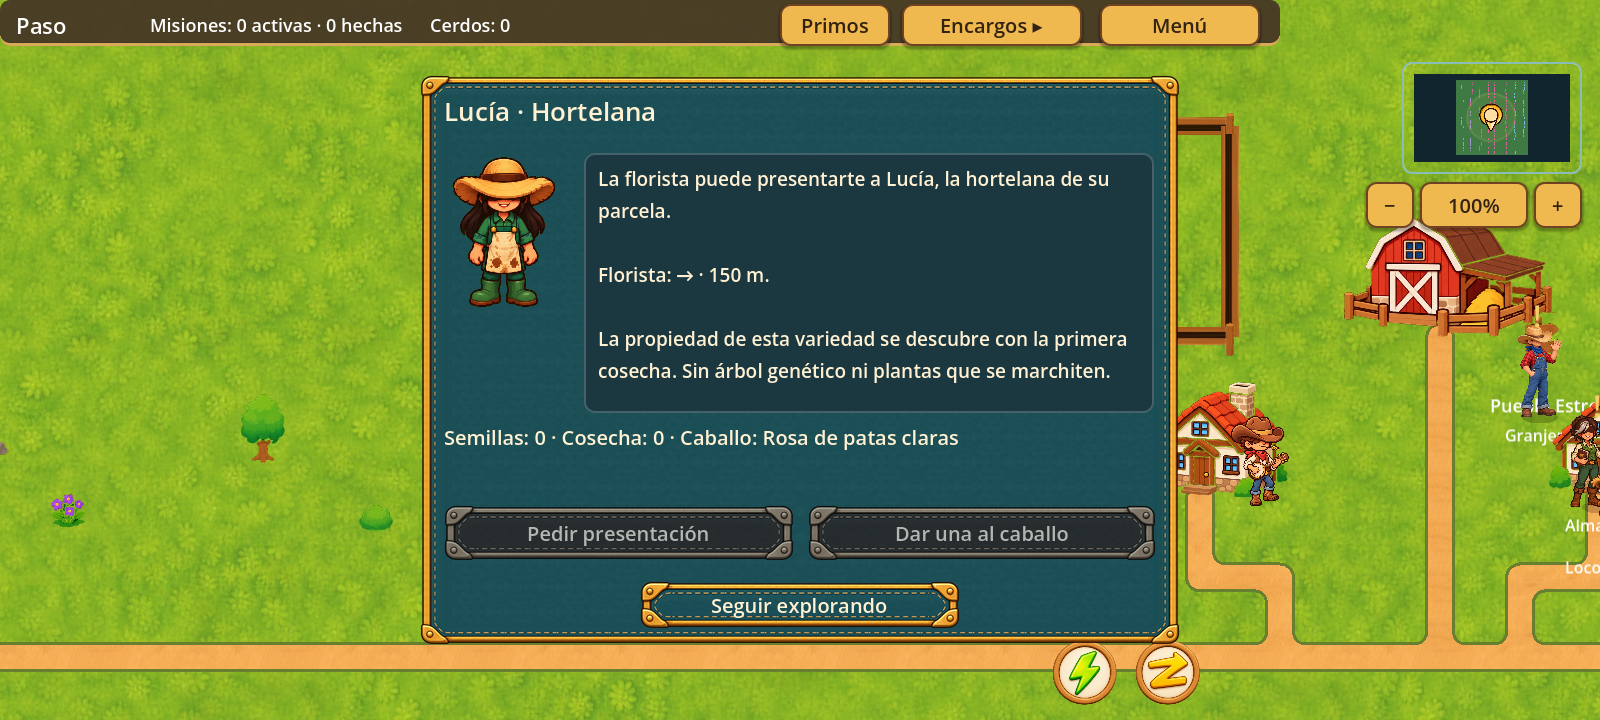 Paso
Misiones: 0 activas · 0 hechas
Cerdos: 0
Primos
Encargos ▸
Menú
Lucía · Hortelana
La florista puede presentarte a Lucía, la hortelana de su
parcela.
Florista: → · 150 m.
La propiedad de esta variedad se descubre con la primera
cosecha. Sin árbol genético ni plantas que se marchiten.
Semillas: 0 · Cosecha: 0 · Caballo: Rosa de patas claras
Pedir presentación
Dar una al caballo
Seguir explorando
−
100%
+